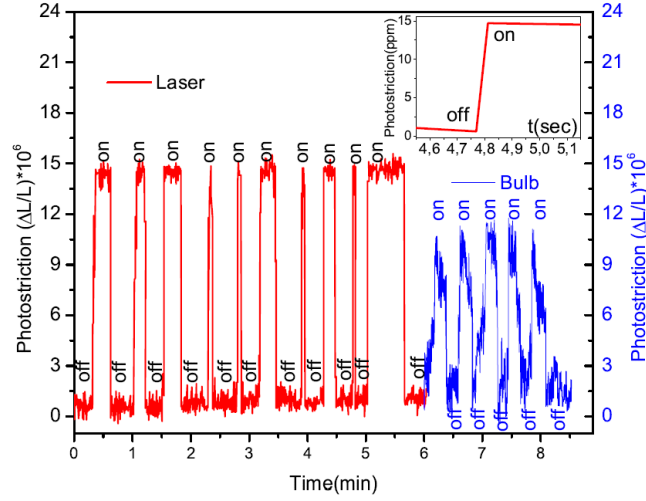 24
21
18
15
12
9
6
3
0
Photostriction (ΔL/L)*10⁶
Laser
on on on on on on on on on on
off off off off off off off off off off
0 1 2 3 4 5 6 7 8
Time(min)
Photostriction(ppm)
15
10
5
0
on
off
t(sec)
4,6 4,7 4,8 4,9 5,0 5,1
Bulb
on on on on on
off off off off off
24
21
18
15
12
9
6
3
0
Photostriction (ΔL/L)*10⁶